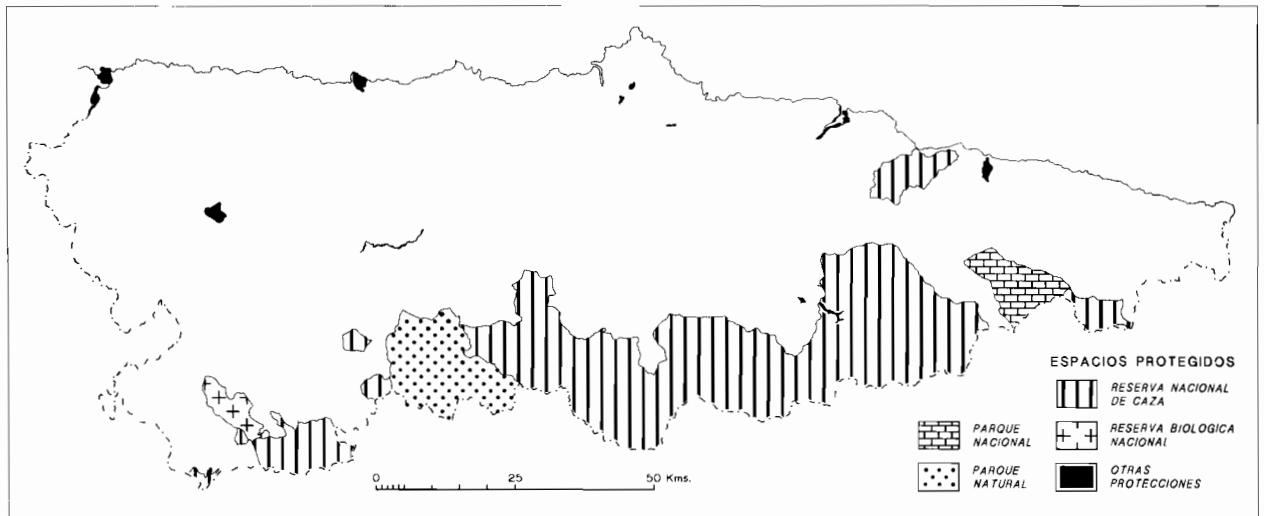 ESPACIOS PROTEGIDOS
RESERVA NACIONAL
DE CAZA
PARQUE
NACIONAL
RESERVA BIOLOGICA
NACIONAL
PARQUE
NATURAL
OTRAS
PROTECCIONES
0 25 50 Kms.